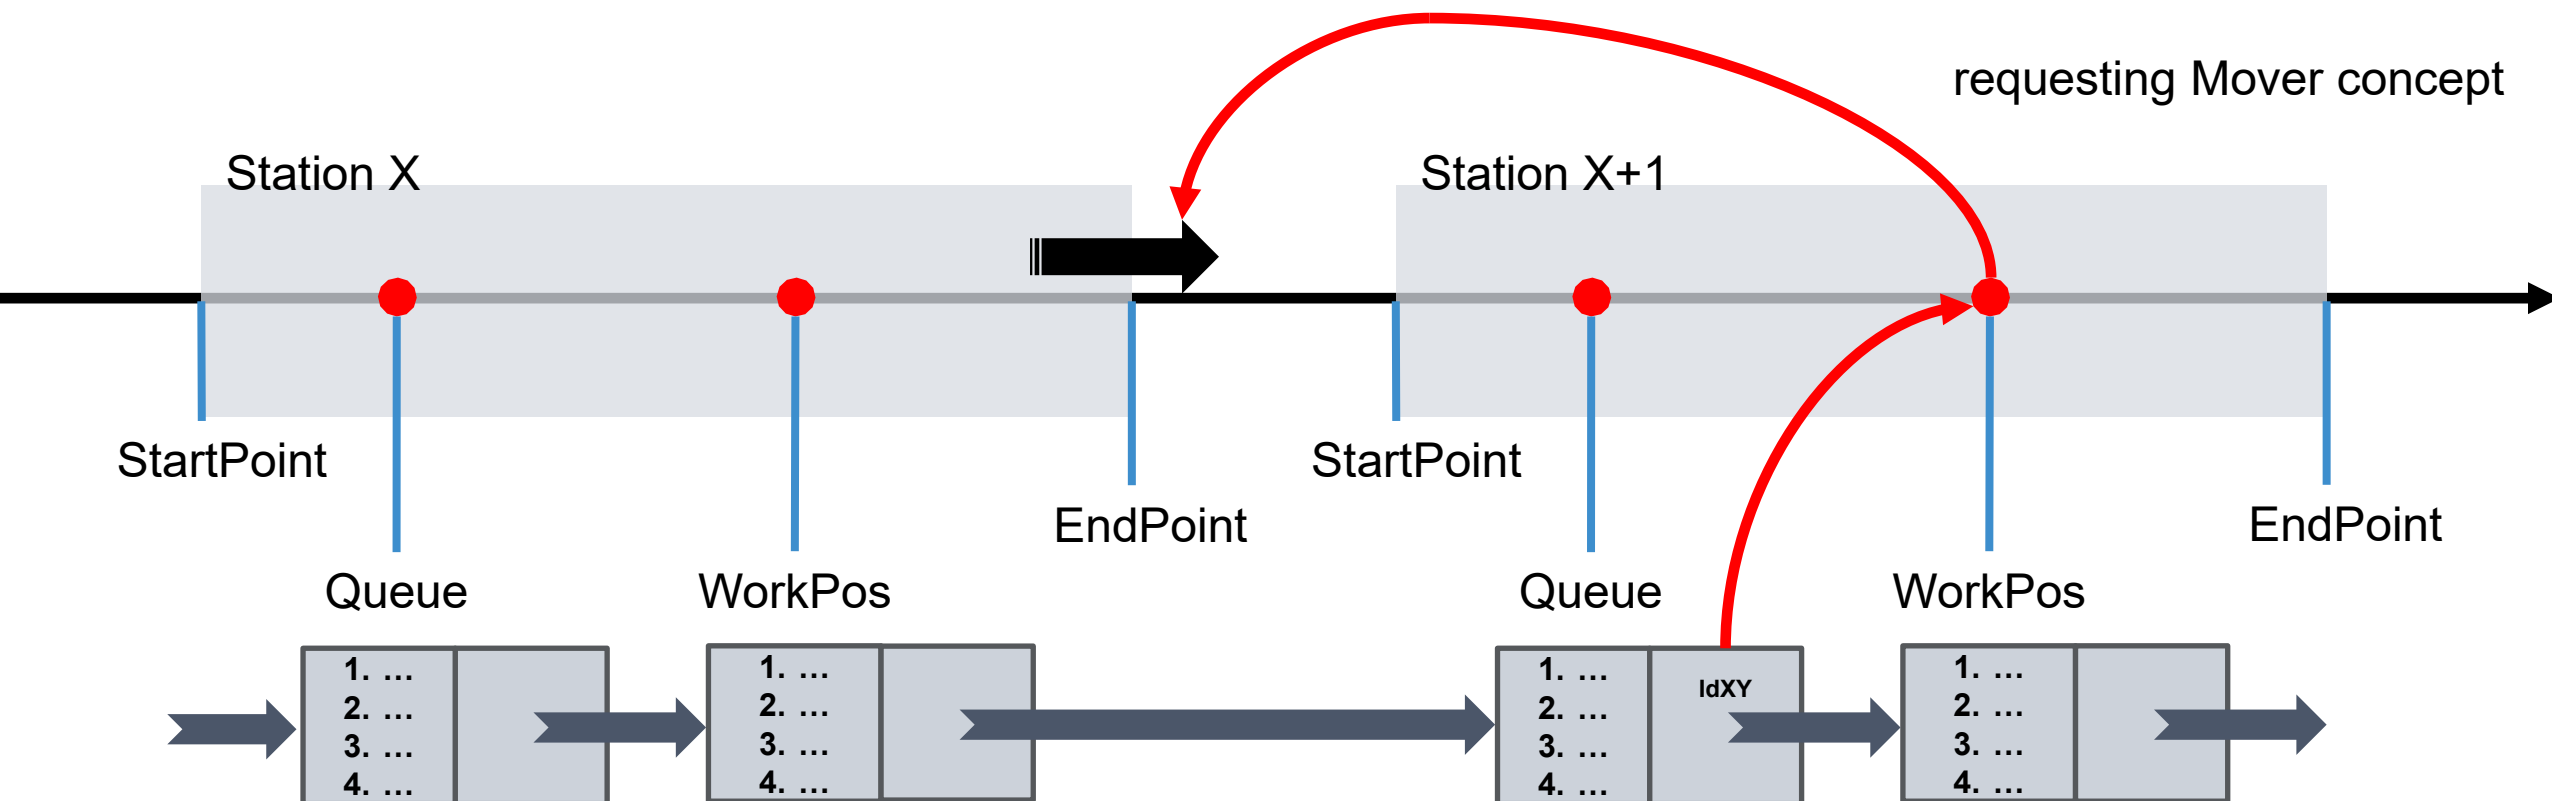 requesting Mover concept
Station X
Station X+1
StartPoint
StartPoint
EndPoint
EndPoint
Queue
WorkPos
Queue
WorkPos
1. ...
2. ...
3. ...
4. ...
1. ...
2. ...
3. ...
4. ...
1. ...
2. ...
3. ...
4. ...
IdXY
1. ...
2. ...
3. ...
4. ...